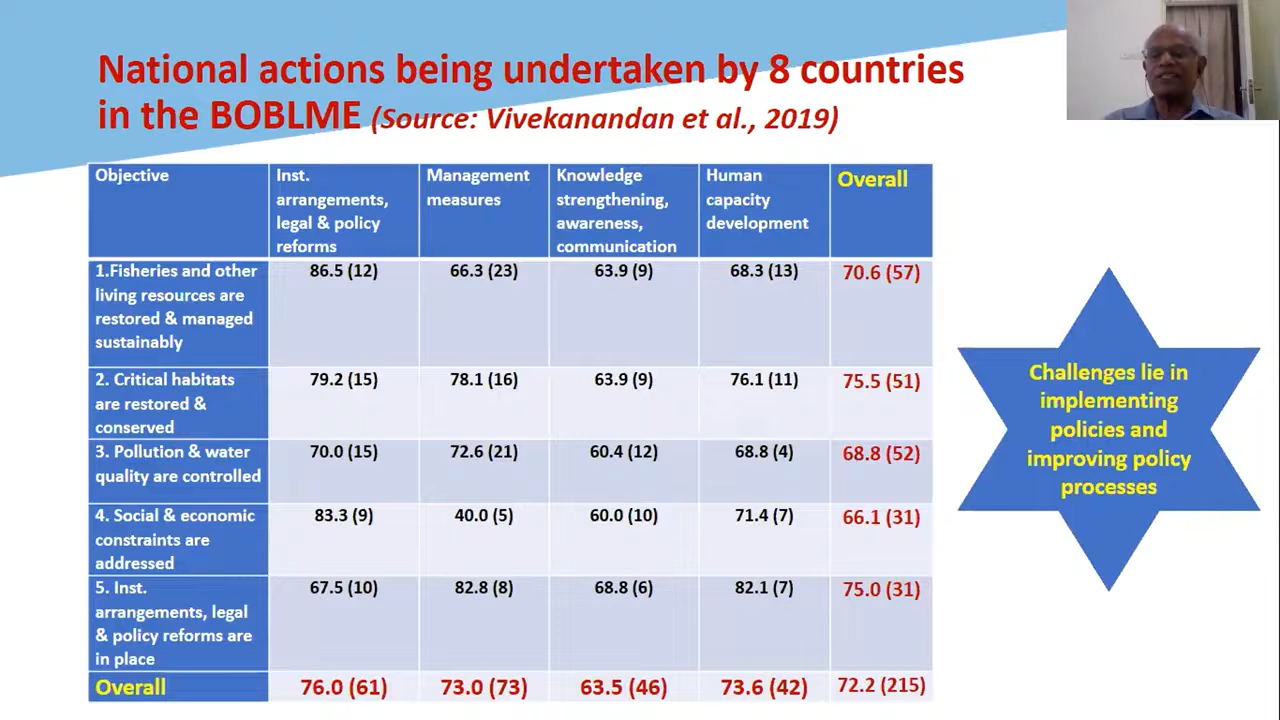 National actions being undertaken by 8 countries
in the BOBLME (Source: Vivekanandan et al., 2019)
Objective
Inst.
arrangements,
legal & policy
reforms
Management
measures
Knowledge
strengthening,
awareness,
communication
Human
capacity
development
Overall
1.Fisheries and other
living resources are
restored & managed
sustainably
86.5 (12)
66.3 (23)
63.9 (9)
68.3 (13)
70.6 (57)
2. Critical habitats
are restored &
conserved
79.2 (15)
78.1 (16)
63.9 (9)
76.1 (11)
75.5 (51)
3. Pollution & water
quality are controlled
70.0 (15)
72.6 (21)
60.4 (12)
68.8 (4)
68.8 (52)
4. Social & economic
constraints are
addressed
83.3 (9)
40.0 (5)
60.0 (10)
71.4 (7)
66.1 (31)
5. Inst.
arrangements, legal
& policy reforms are
in place
67.5 (10)
82.8 (8)
68.8 (6)
82.1 (7)
75.0 (31)
Overall
76.0 (61)
73.0 (73)
63.5 (46)
73.6 (42)
72.2 (215)
Challenges lie in
implementing
policies and
improving policy
processes